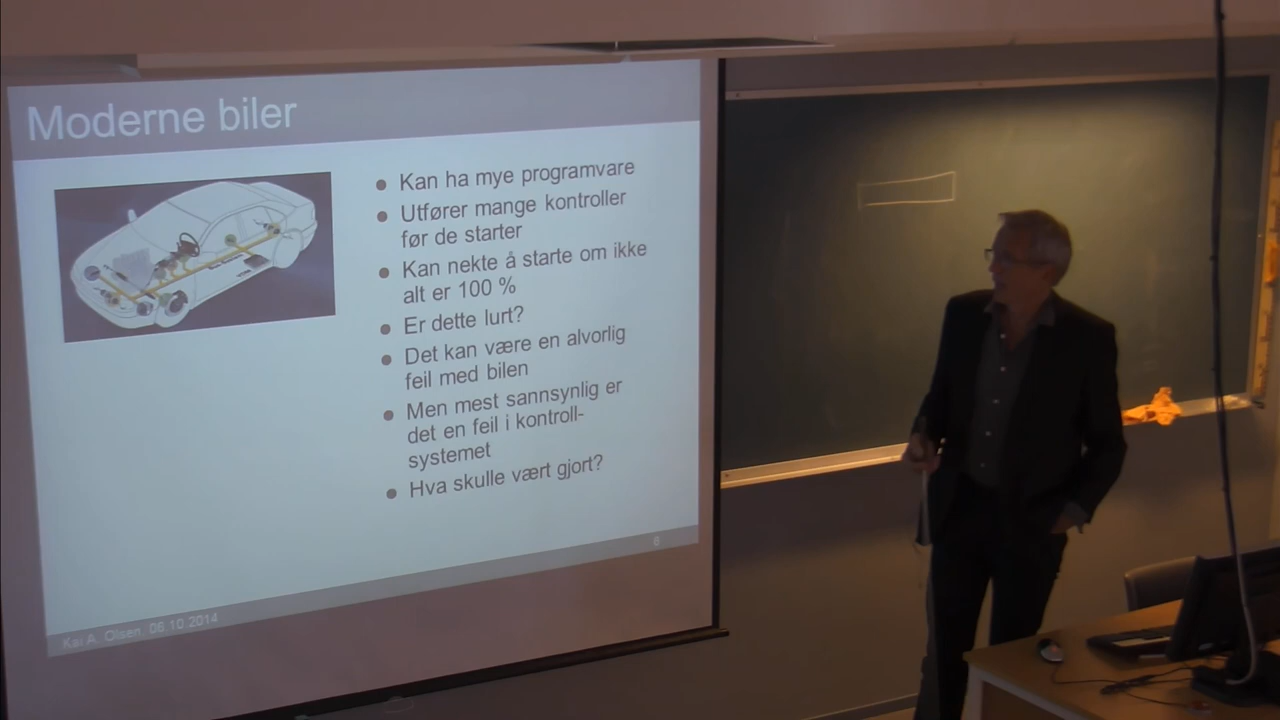 Moderne biler
● Kan ha mye programvare
● Utfører mange kontroller
før de starter
● Kan nekte å starte om ikke
alt er 100 %
● Er dette lurt?
● Det kan være en alvorlig
feil med bilen
● Men mest sannsynlig er
det en feil i kontroll-
systemet
● Hva skulle vært gjort?
6
Kai A. Olsen, 06.10.2014